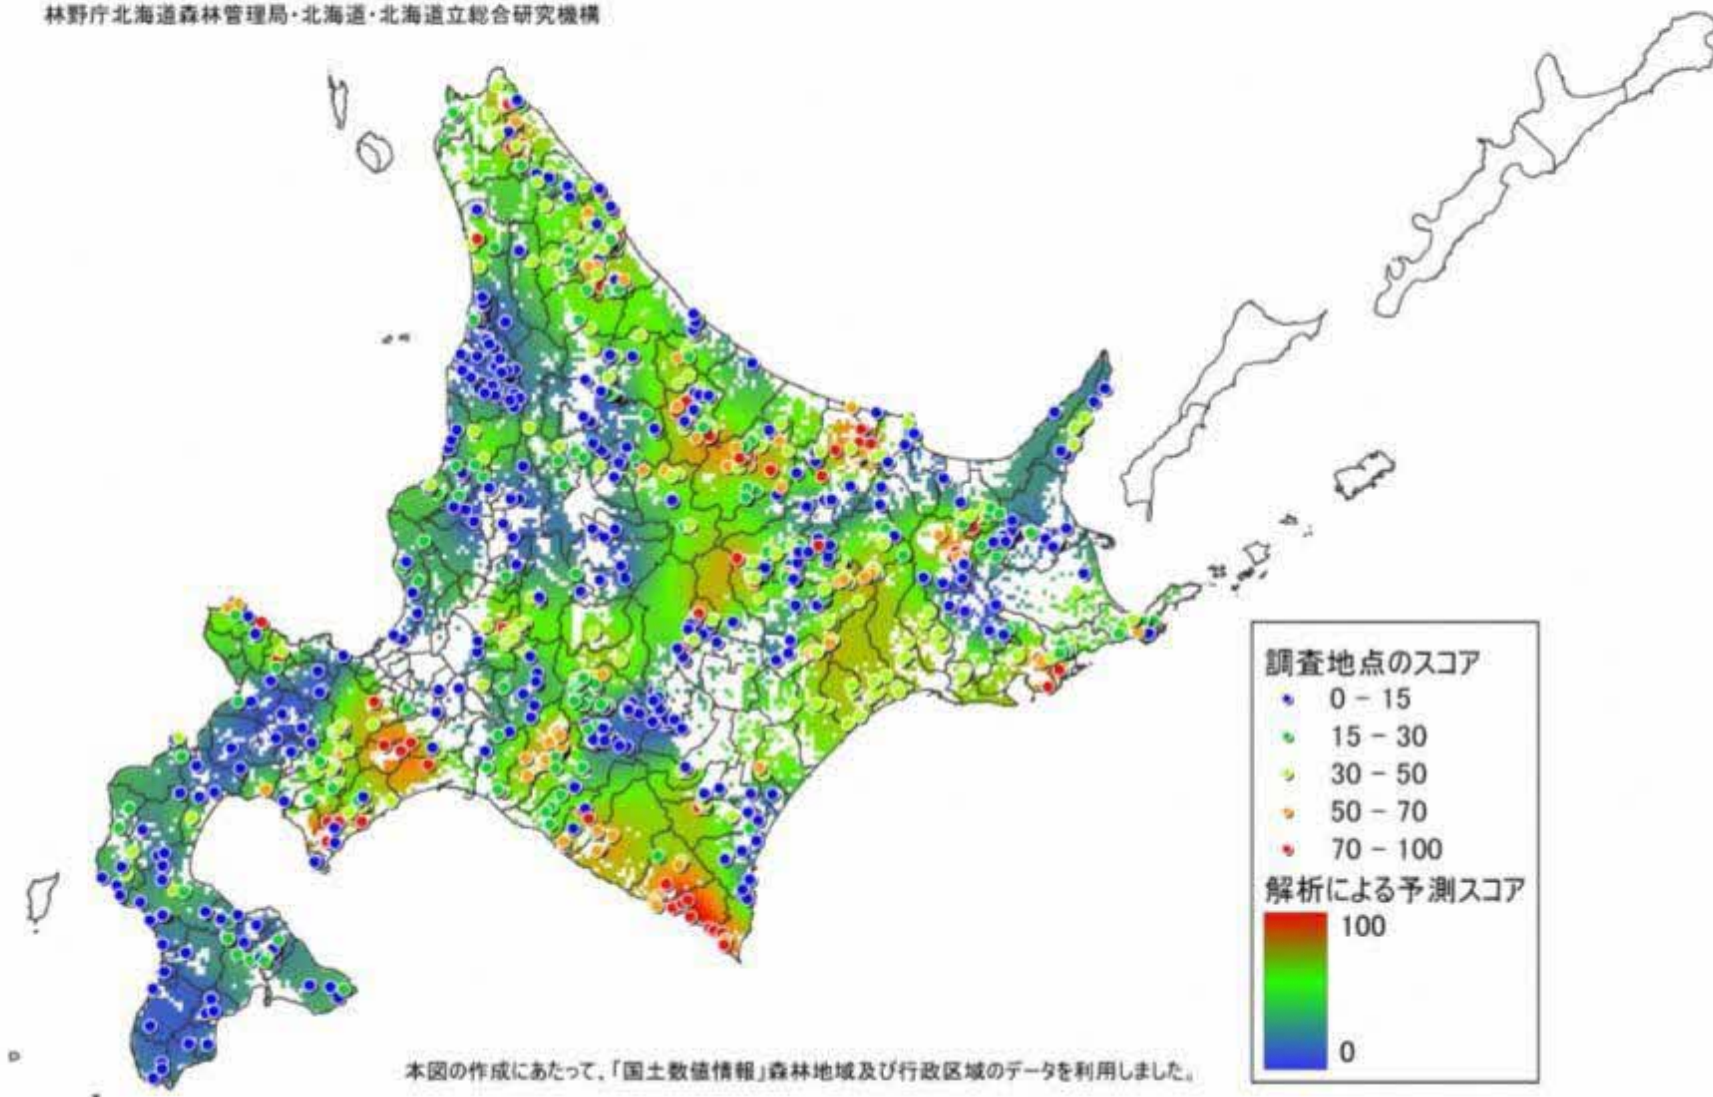 林野庁北海道森林管理局・北海道・北海道立総合研究機構
調査地点のスコア
0 - 15
15 - 30
30 - 50
50 - 70
70 - 100
解析による予測スコア
100
0
本図の作成にあたって、「国土数値情報」森林地域及び行政区域のデータを利用しました。